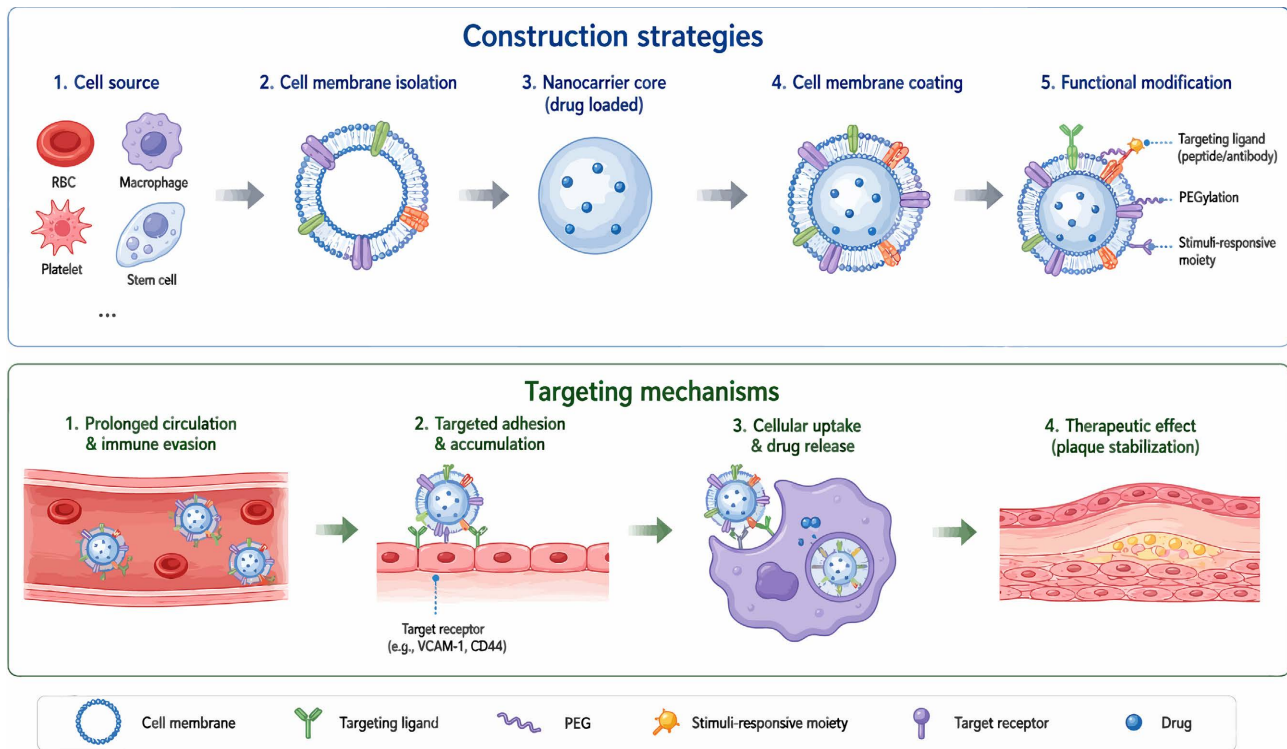 Construction strategies
1. Cell source
2. Cell membrane isolation
3. Nanocarrier core
(drug loaded)
4. Cell membrane coating
5. Functional modification
RBC
Macrophage
Platelet
Stem cell
...
Targeting ligand
(peptide/antibody)
PEGylation
Stimuli-responsive
moiety
Targeting mechanisms
1. Prolonged circulation
& immune evasion
2. Targeted adhesion
& accumulation
3. Cellular uptake
& drug release
4. Therapeutic effect
(plaque stabilization)
Target receptor
(e.g., VCAM-1, CD44)
Cell membrane
Targeting ligand
PEG
Stimuli-responsive moiety
Target receptor
Drug